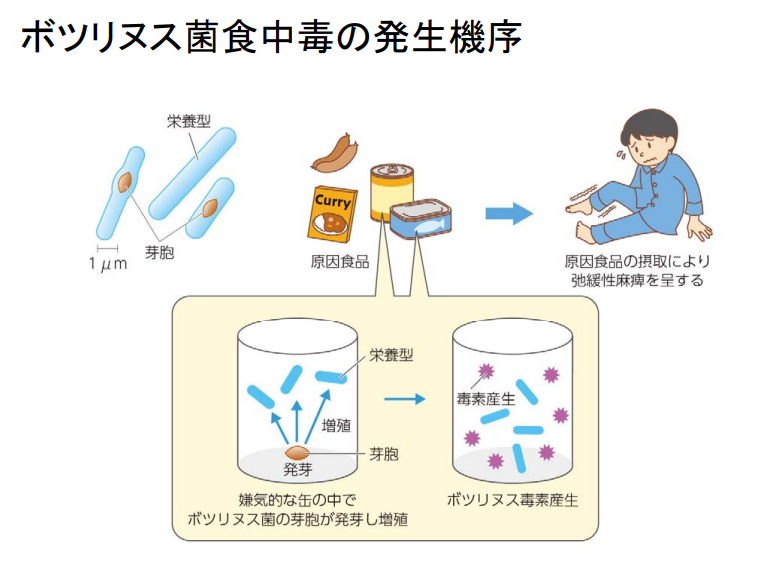 ボツリヌス菌食中毒の発生機序
栄養型
芽胞
1μm
Curry
原因食品
原因食品の摂取により
弛緩性麻痺を呈する
栄養型
増殖
芽胞
発芽
嫌気的な缶の中で
ボツリヌス菌の芽胞が発芽し増殖
毒素産生
ボツリヌス毒素産生